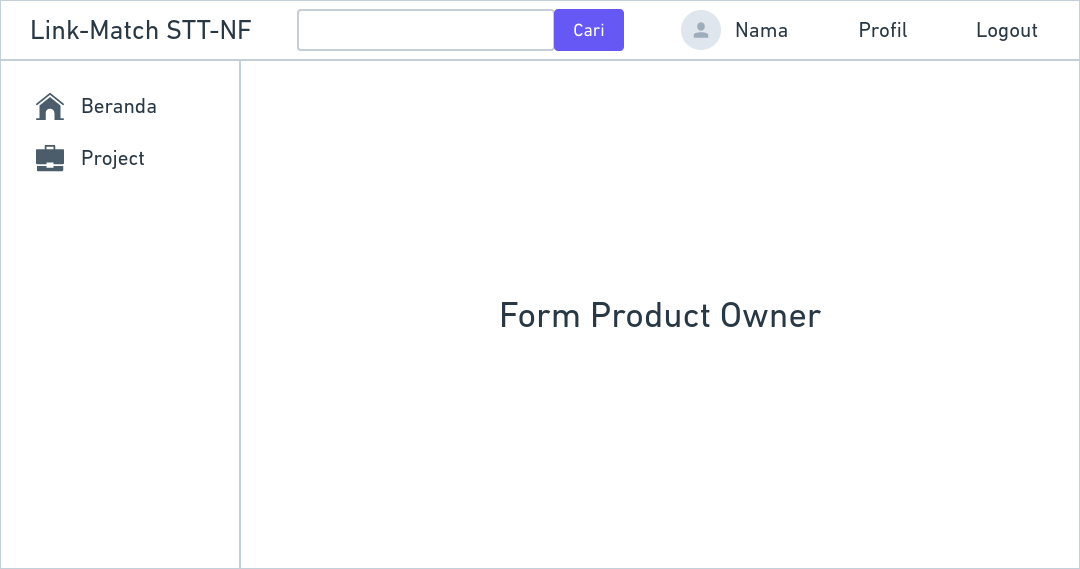 Link-Match STT-NF
Cari
Nama
Profil
Logout
Beranda
Project
Form Product Owner